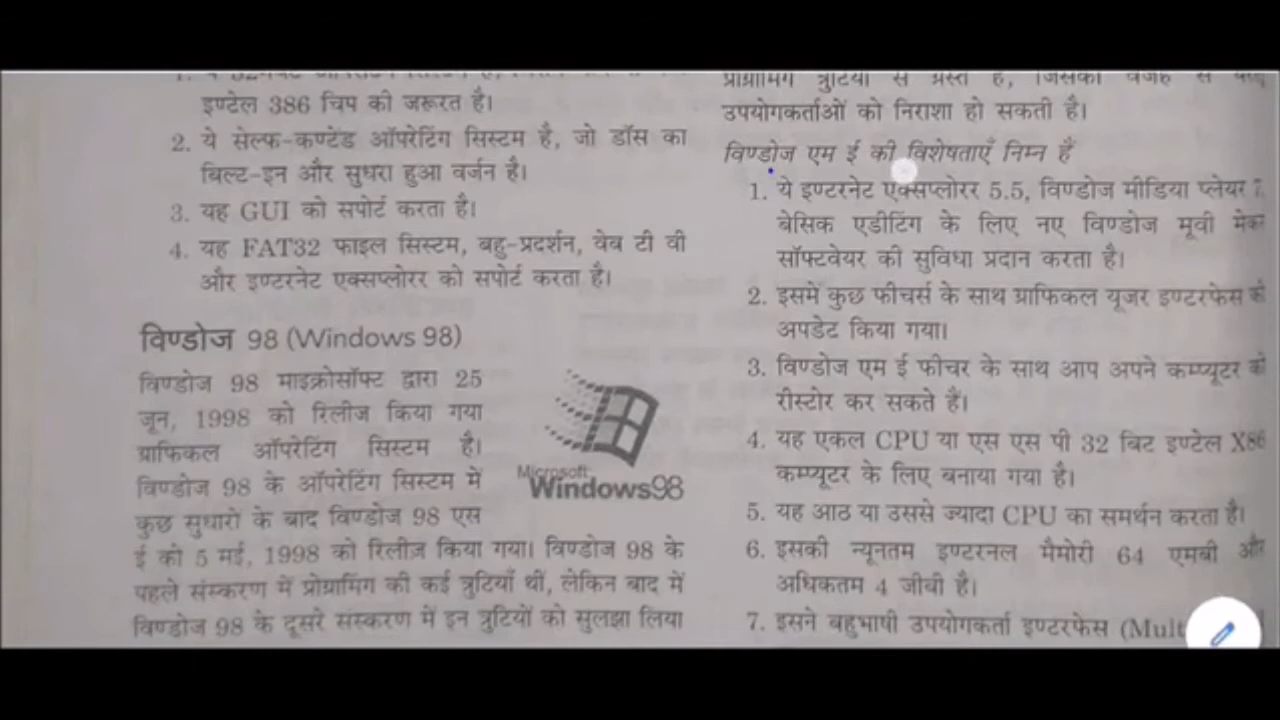 इण्टेल 386 चिप की जरूरत है।
2. ये सेल्फ-कण्टेंड ऑपरेटिंग सिस्टम है, जो डॉस का
बिल्ट-इन और सुधरा हुआ वर्जन है।
3. यह GUI को सपोर्ट करता है।
4. यह FAT32 फाइल सिस्टम, बहु-प्रदर्शन, वेब टी वी
और इण्टरनेट एक्सप्लोरर को सपोर्ट करता है।
विण्डोज 98 (Windows 98)
विण्डोज 98 माइक्रोसॉफ्ट द्वारा 25
जून, 1998 को रिलीज किया गया
ग्राफिकल ऑपरेटिंग सिस्टम है।
विण्डोज 98 के ऑपरेटिंग सिस्टम में
कुछ सुधारों के बाद विण्डोज 98 एस
ई को 5 मई, 1998 को रिलीज़ किया गया। विण्डोज 98 के
पहले संस्करण में प्रोग्रामिंग की कई त्रुटियाँ थीं, लेकिन बाद में
विण्डोज 98 के दूसरे संस्करण में इन त्रुटियों को सुलझा लिया
Microsoft
Windows98
प्रोग्रामिंग त्रुटियों से ग्रस्त है, जिसकी वजह से
उपयोगकर्ताओं को निराशा हो सकती है।
विण्डोज एम ई की विशेषताएँ निम्न हैं
1. ये इण्टरनेट एक्सप्लोरर 5.5, विण्डोज मीडिया प्लेयर 7,
बेसिक एडीटिंग के लिए नए विण्डोज मूवी मेकर
सॉफ्टवेयर की सुविधा प्रदान करता है।
2. इसमें कुछ फीचर्स के साथ ग्राफिकल यूजर इण्टरफेस को
अपडेट किया गया।
3. विण्डोज एम ई फीचर के साथ आप अपने कम्प्यूटर को
रीस्टोर कर सकते हैं।
4. यह एकल CPU या एस एस पी 32 बिट इण्टेल X86
कम्प्यूटर के लिए बनाया गया है।
5. यह आठ या उससे ज्यादा CPU का समर्थन करता है।
6. इसकी न्यूनतम इण्टरनल मैमोरी 64 एमबी और
अधिकतम 4 जीबी है।
7. इसने बहुभाषी उपयोगकर्ता इण्टरफेस (Mult